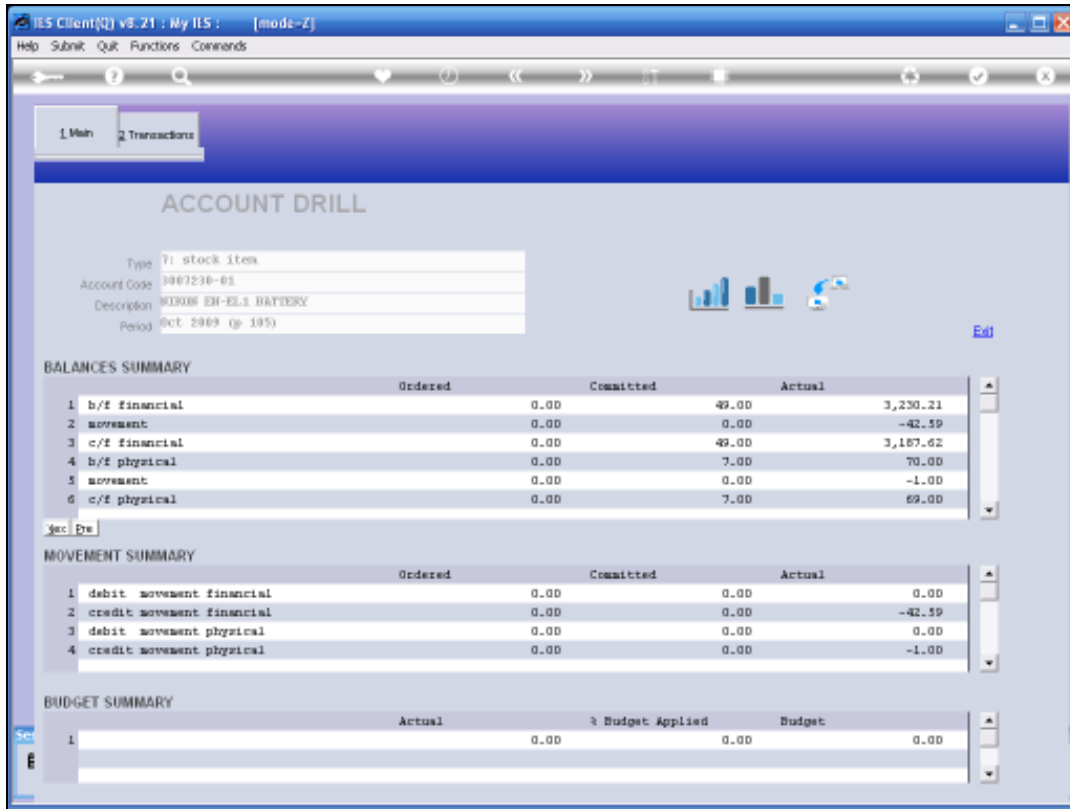 IES Client(Q) v8.21 : My IES : [mode-Z]
Help Submit Quit Functions Commands
1 Main 2 Transactions
ACCOUNT DRILL
Type 7: stock item
Account Code 3007230-01
Description NIKON EN-EL1 BATTERY
Period Oct 2009 (p 105)
Exit
BALANCES SUMMARY
Ordered Committed Actual
1 b/f financial 0.00 49.00 3,230.21
2 movement 0.00 0.00 -42.59
3 c/f financial 0.00 49.00 3,187.62
4 b/f physical 0.00 7.00 70.00
5 movement 0.00 0.00 -1.00
6 c/f physical 0.00 7.00 69.00
Nex Pre
MOVEMENT SUMMARY
Ordered Committed Actual
1 debit movement financial 0.00 0.00 0.00
2 credit movement financial 0.00 0.00 -42.59
3 debit movement physical 0.00 0.00 0.00
4 credit movement physical 0.00 0.00 -1.00
BUDGET SUMMARY
Actual % Budget Applied Budget
1 0.00 0.00 0.00